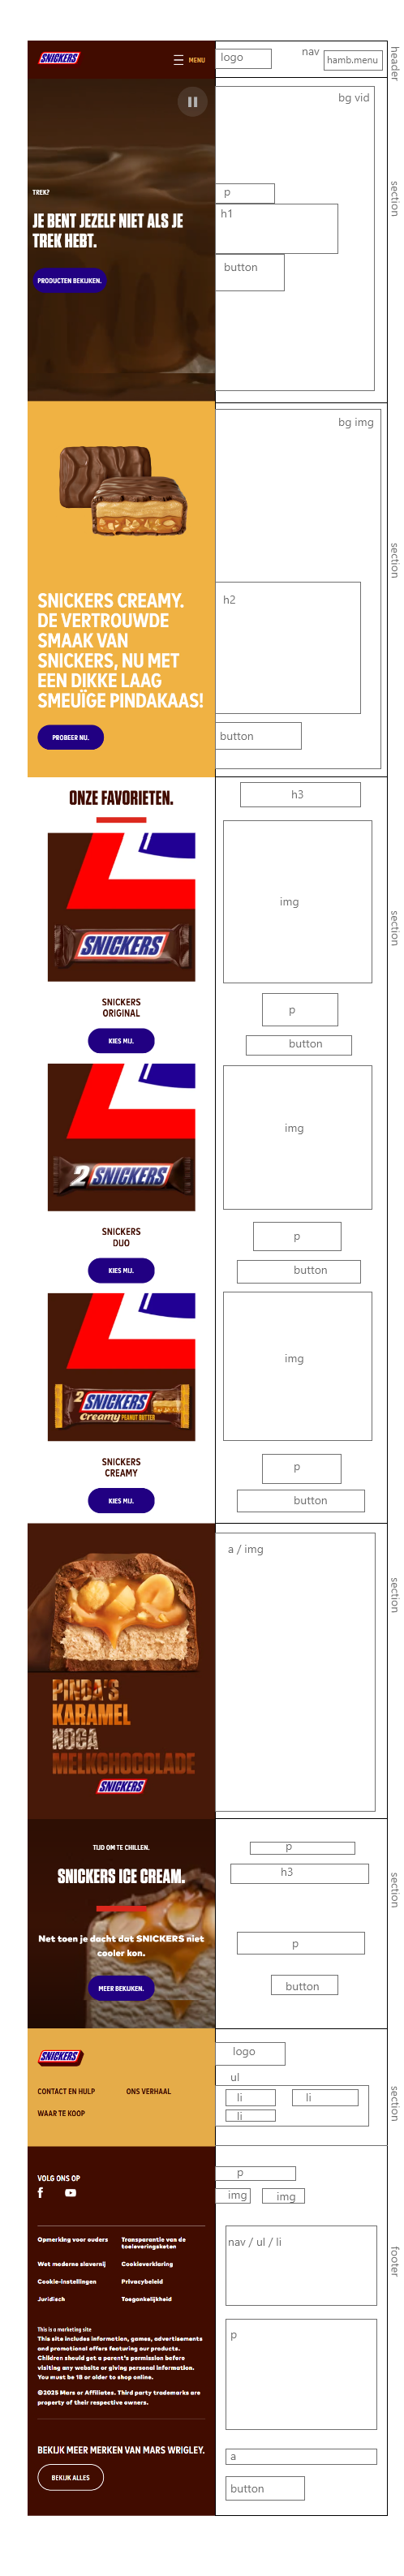 SNICKERS
MENU
logo
nav
hamb.menu
header
bg vid
TREK?
p
section
JE BENT JEZELF NIET ALS JE
TREK HEBT.
h1
PRODUCTEN BEKIJKEN.
button
bg img
section
SNICKERS CREAMY.
DE VERTROUWDE
SMAAK VAN
SNICKERS, NU MET
EEN DIKKE LAAG
SMEUÏGE PINDAKAAS!
h2
PROBEER NU.
button
ONZE FAVORIETEN.
h3
SNICKERS
img
section
SNICKERS
ORIGINAL
p
KIES MIJ.
button
2 SNICKERS
img
SNICKERS
DUO
p
KIES MIJ.
button
2 SNICKERS
Creamy PEANUT BUTTER
img
SNICKERS
CREAMY
p
KIES MIJ.
button
a / img
section
PINDA'S
KARAMEL
NOGA
MELKCHOCOLADE
SNICKERS
TIJD OM TE CHILLEN.
p
SNICKERS ICE CREAM.
h3
section
Net toen je dacht dat SNICKERS niet
cooler kon.
p
MEER BEKIJKEN.
button
SNICKERS
logo
ul
CONTACT EN HULP
ONS VERHAAL
li
li
section
WAAR TE KOOP
li
VOLG ONS OP
p
img
img
Opmerking voor ouders
Transparantie van de
toeleveringsketen
nav / ul / li
footer
Wet moderne slavernij
Cookieverklaring
Cookie-instellingen
Privacybeleid
Juridisch
Toegankelijkheid
This is a marketing site
This site includes information, games, advertisements
and promotional offers featuring our products.
Children should get a parent's permission before
visiting any website or giving personal information.
You must be 18 or older to shop online.
p
©2025 Mars or Affiliates. Third party trademarks are
property of their respective owners.
BEKIJK MEER MERKEN VAN MARS WRIGLEY.
a
BEKIJK ALLES
button